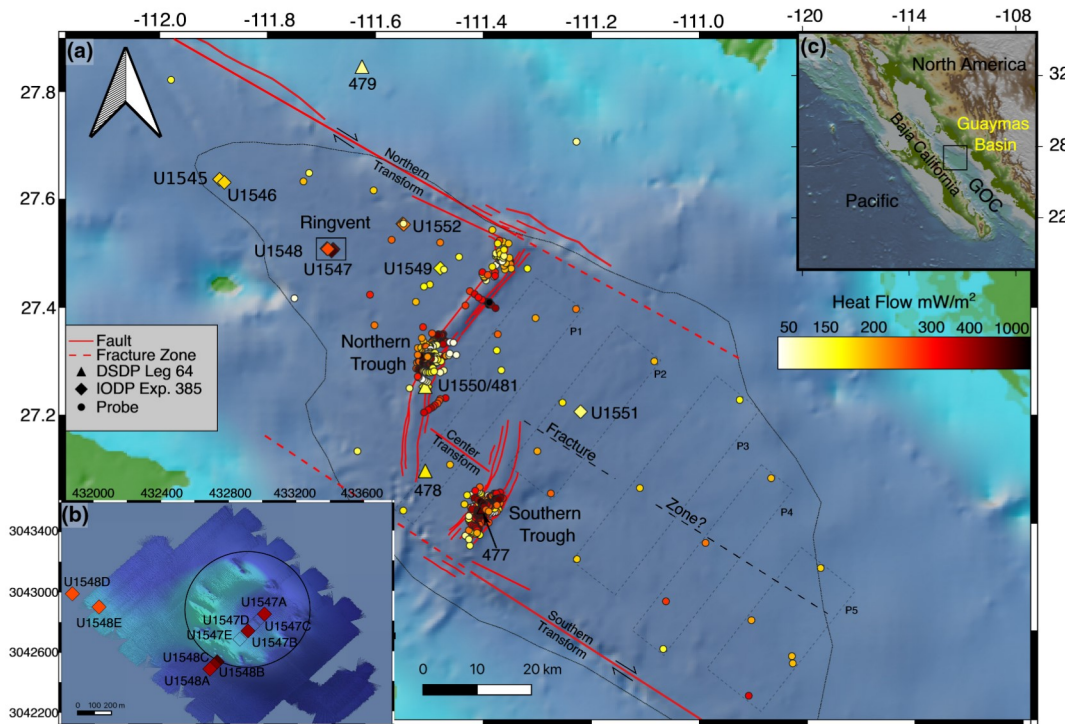 -111.8
-111.6
-111.4
-111.2
-120
-114
-108
(a)
479
27.8
27.6
27.4
27.2
U1545
U1546
Northern
Transform
Ringvent
U1552
U1548
U1547
U1549
Northern
Trough
U1550/481
U1551
Center
Transform
478
Southern
Trough
477
Fracture
Zone?
P1
P2
P3
P4
P5
Southern
Transform
0 10 20 km
Fault
Fracture Zone
DSDP Leg 64
IODP Exp. 385
Probe
(c)
North America
Baja California
Guaymas
Basin
GOC
Pacific
34
28
22
Heat Flow mW/m²
50 150 200 300 400 1000
432000 432400 432800 433200 433600
(b)
3043400
3043000
3042600
3042200
U1548D
U1548E
U1547A
U1547D
U1547C
U1547E
U1547B
U1548C
U1548B
U1548A
0 100 200 m